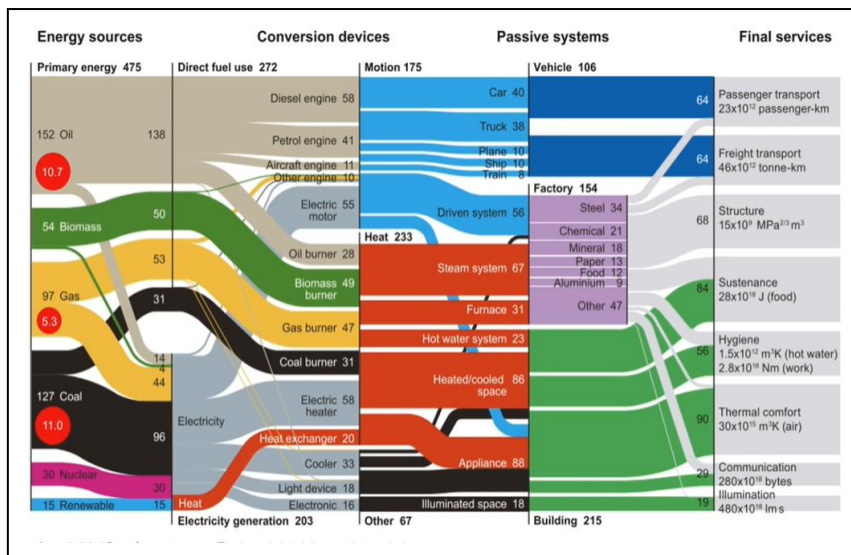 Energy sources
Conversion devices
Passive systems
Final services
Primary energy 475
Direct fuel use 272
Motion 175
Vehicle 106
152 Oil
138
10.7
54 Biomass
50
53
97 Gas
5.3
31
14
4
44
127 Coal
11.0
96
30 Nuclear
30
15 Renewable
15
Diesel engine 58
Petrol engine 41
Aircraft engine 11
Other engine 10
Electric 55
motor
Oil burner 28
Biomass 49
burner
Gas burner 47
Coal burner 31
Electric 58
heater
Electricity
Heat exchanger 20
Cooler 33
Light device 18
Heat
Electronic 16
Electricity generation 203
Car 40
Truck 38
Plane 10
Ship 10
Train 8
Driven system 56
Heat 233
Steam system 67
Furnace 31
Hot water system 23
Heated/cooled 86
space
Appliance 88
Illuminated space 18
Other 67
64
64
Factory 154
Steel 34
Chemical 21
Mineral 18
Paper 13
Food 12
Aluminium 9
Other 47
68
84
56
90
29
19
Building 215
Passenger transport
23x10¹² passenger-km
Freight transport
46x10¹² tonne-km
Structure
15x10⁹ MPa²ᐟ³m³
Sustenance
28x10¹⁸ J (food)
Hygiene
1.5x10¹² m³K (hot water)
2.8x10¹⁸ Nm (work)
Thermal comfort
30x10¹⁵ m³K (air)
Communication
280x10¹⁸ bytes
Illumination
480x10¹⁸ lm s